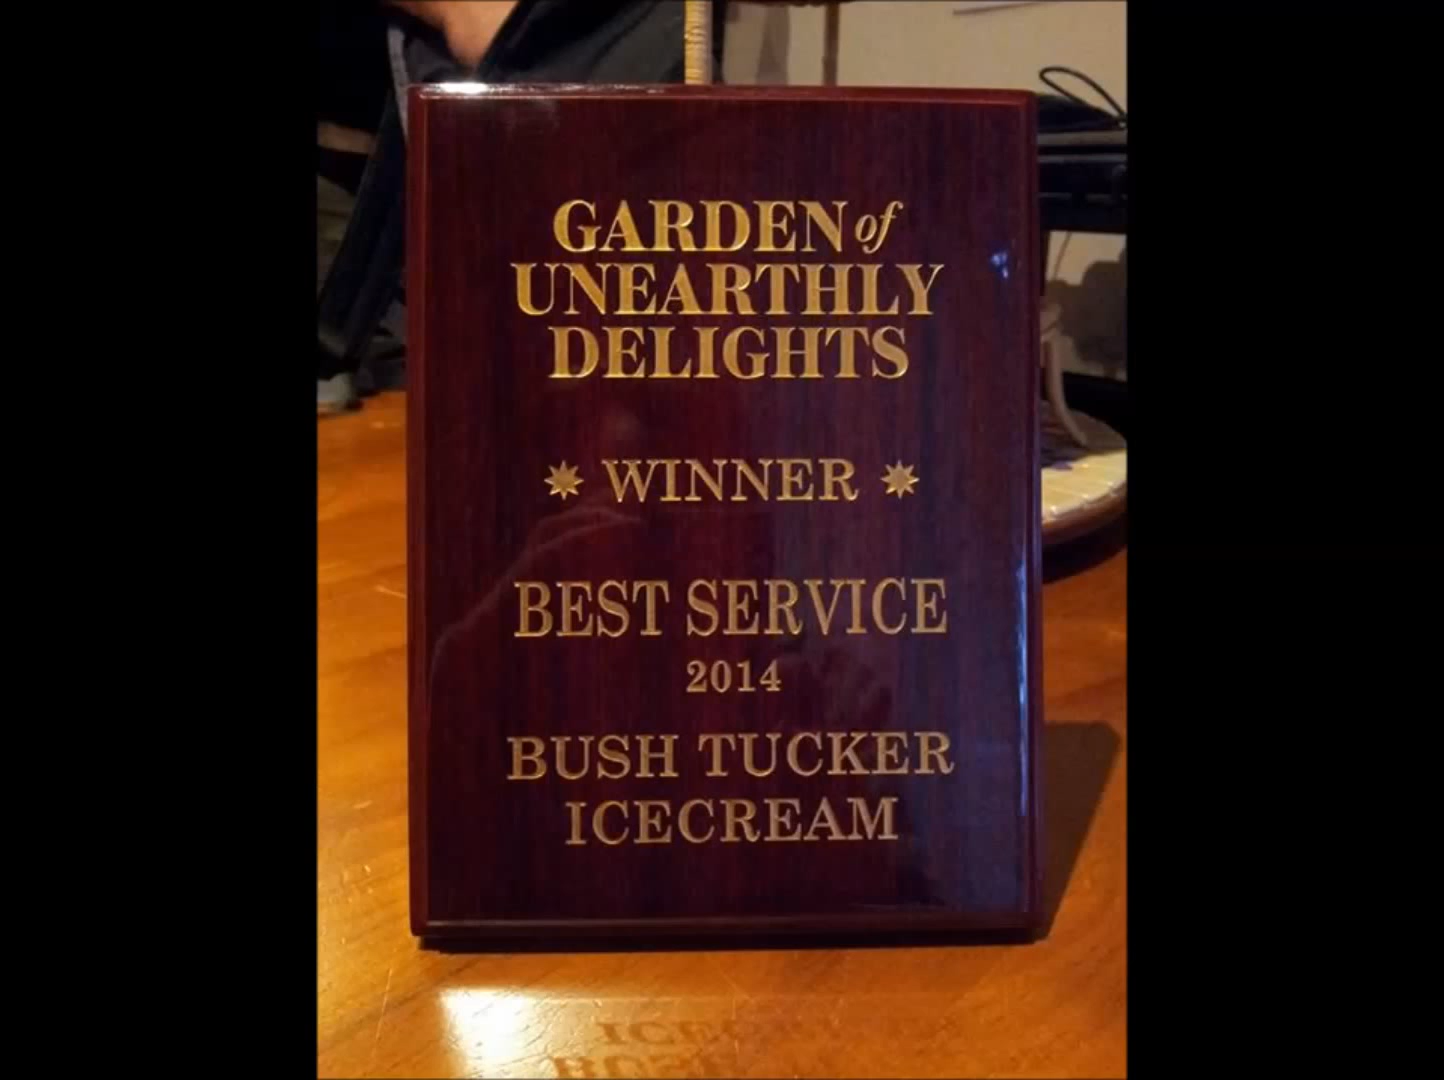 GARDEN of
UNEARTHLY
DELIGHTS
WINNER
BEST SERVICE
2014
BUSH TUCKER
ICECREAM